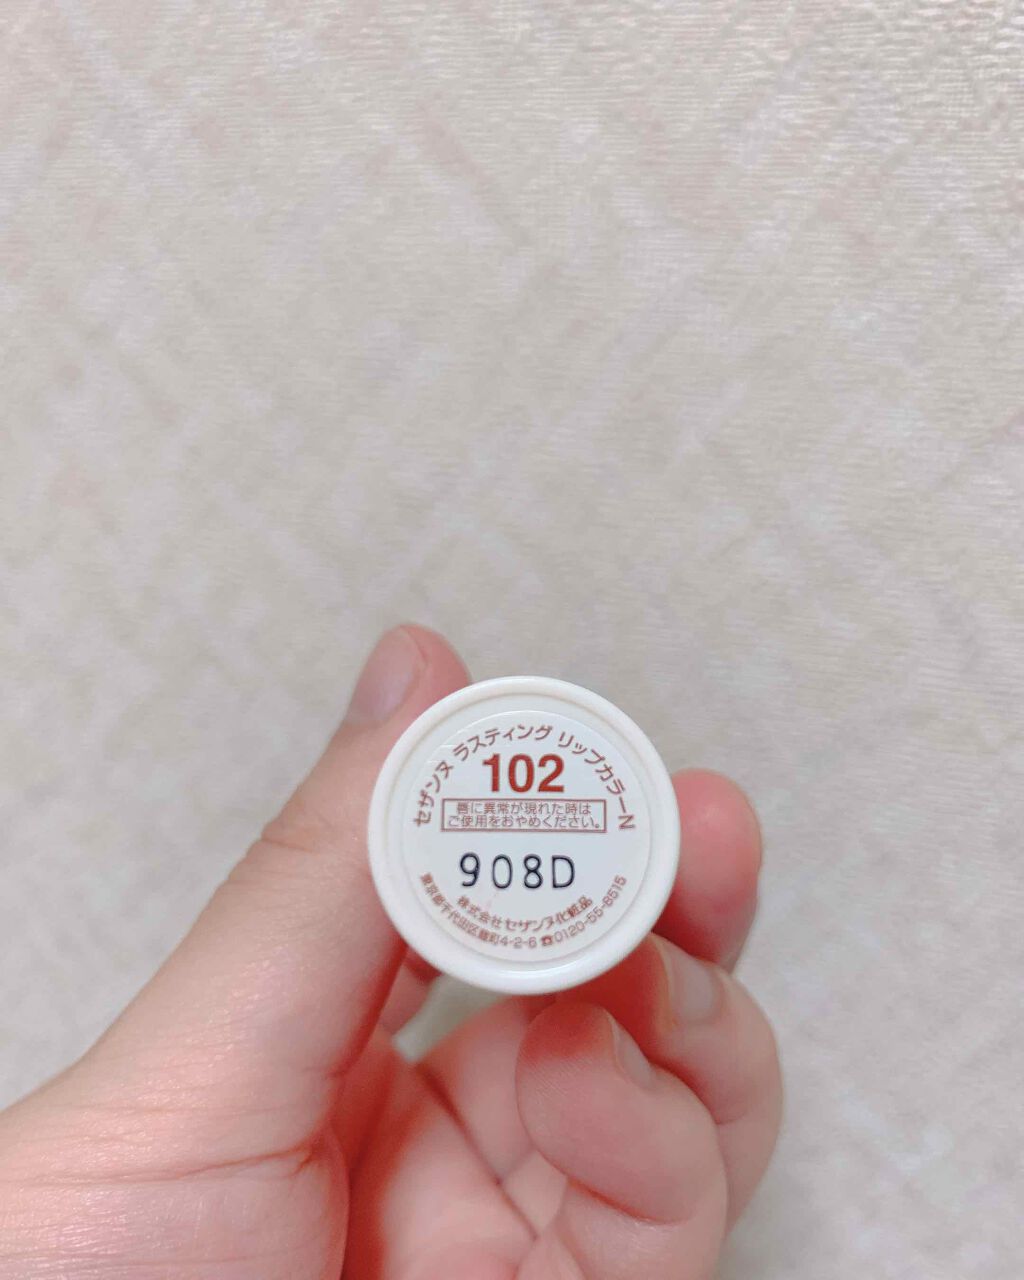 セザンヌ ラスティング リップカラーN
102
唇に異常が現れた時は
ご使用をおやめください。
908D
株式会社セザンヌ化粧品
東京都千代田区麹町4-2-6 ☎0120-55-8515